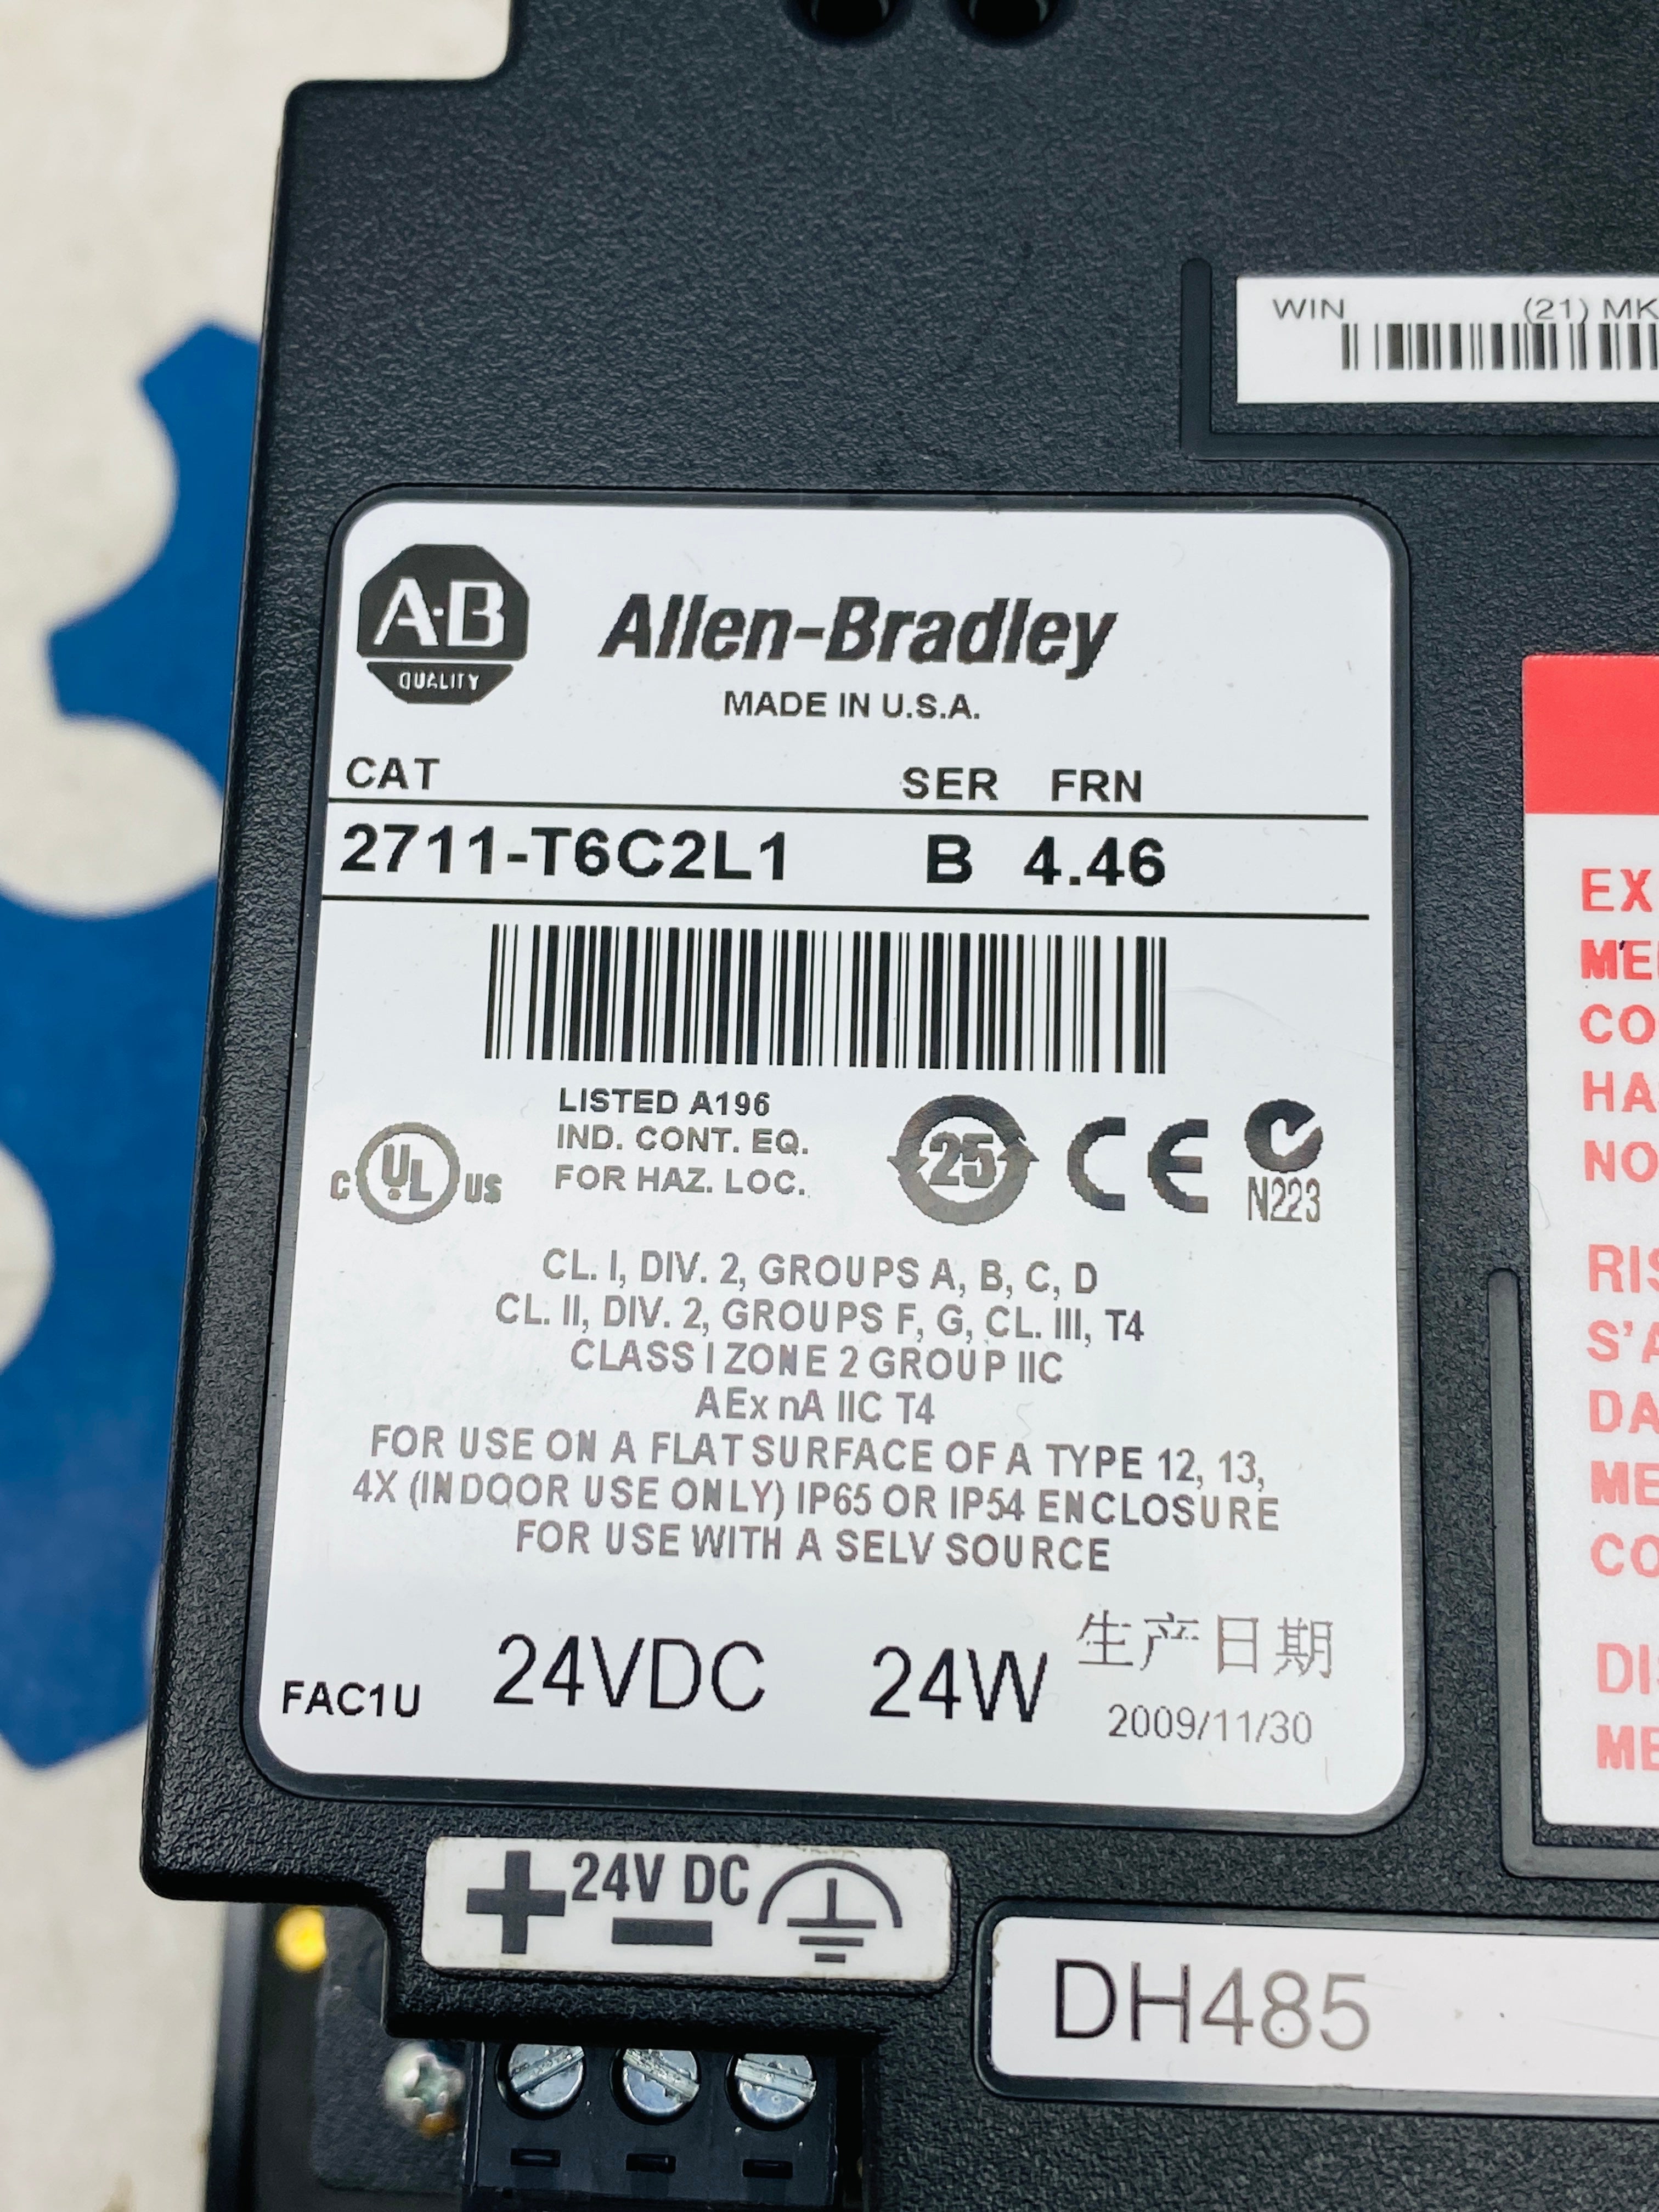 WIN (21) MK
A-B
QUALITY
Allen-Bradley
MADE IN U.S.A.
CAT SER FRN
2711-T6C2L1 B 4.46
LISTED A196
IND. CONT. EQ.
FOR HAZ. LOC.
C UL US
25
CE
N223
CL. I, DIV. 2, GROUPS A, B, C, D
CL. II, DIV. 2, GROUPS F, G, CL. III, T4
CLASS I ZONE 2 GROUP IIC
AEx nA IIC T4
FOR USE ON A FLAT SURFACE OF A TYPE 12, 13,
4X (INDOOR USE ONLY) IP65 OR IP54 ENCLOSURE
FOR USE WITH A SELV SOURCE
FAC1U 24VDC 24W 生产日期
2009/11/30
24V DC
DH485
EX
ME
CO
HA
NO
RIS
S'A
DA
ME
CO
DIS
ME